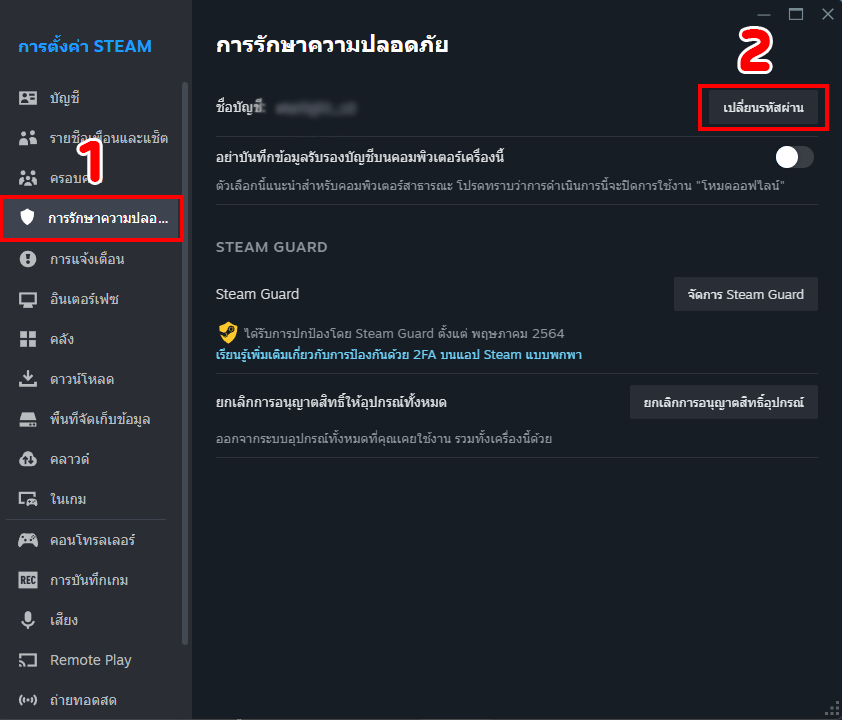 การตั้งค่า STEAM
บัญชี
รายชื่อเพื่อนและแช็ต
1
การรักษาความปลอ...
การแจ้งเตือน
อินเตอร์เฟซ
คลัง
ดาวน์โหลด
พื้นที่จัดเก็บข้อมูล
คลาวด์
ในเกม
คอนโทรลเลอร์
REC การบันทึกเกม
เสียง
Remote Play
ถ่ายทอดสด
การรักษาความปลอดภัย
2
ชื่อบัญชี:
เปลี่ยนรหัสผ่าน
อย่าบันทึกข้อมูลรับรองบัญชีบนคอมพิวเตอร์เครื่องนี้
ตัวเลือกนี้แนะนำสำหรับคอมพิวเตอร์สาธารณะ โปรดทราบว่าการดำเนินการนี้จะปิดการใช้งาน "โหมดออฟไลน์"
STEAM GUARD
Steam Guard
จัดการ Steam Guard
ได้รับการปกป้องโดย Steam Guard ตั้งแต่ พฤษภาคม 2564
เรียนรู้เพิ่มเติมเกี่ยวกับการป้องกันด้วย 2FA บนแอป Steam แบบพกพา
ยกเลิกการอนุญาตสิทธิ์ให้อุปกรณ์ทั้งหมด
ยกเลิกการอนุญาตสิทธิ์อุปกรณ์
ออกจากระบบอุปกรณ์ทั้งหมดที่คุณเคยใช้งาน รวมทั้งเครื่องนี้ด้วย